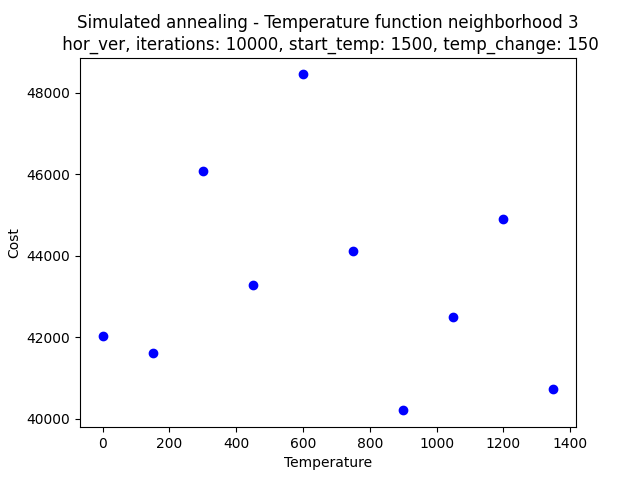 Simulated annealing - Temperature function neighborhood 3
hor_ver, iterations: 10000, start_temp: 1500, temp_change: 150
48000
46000
44000
42000
40000
Cost
0 200 400 600 800 1000 1200 1400
Temperature